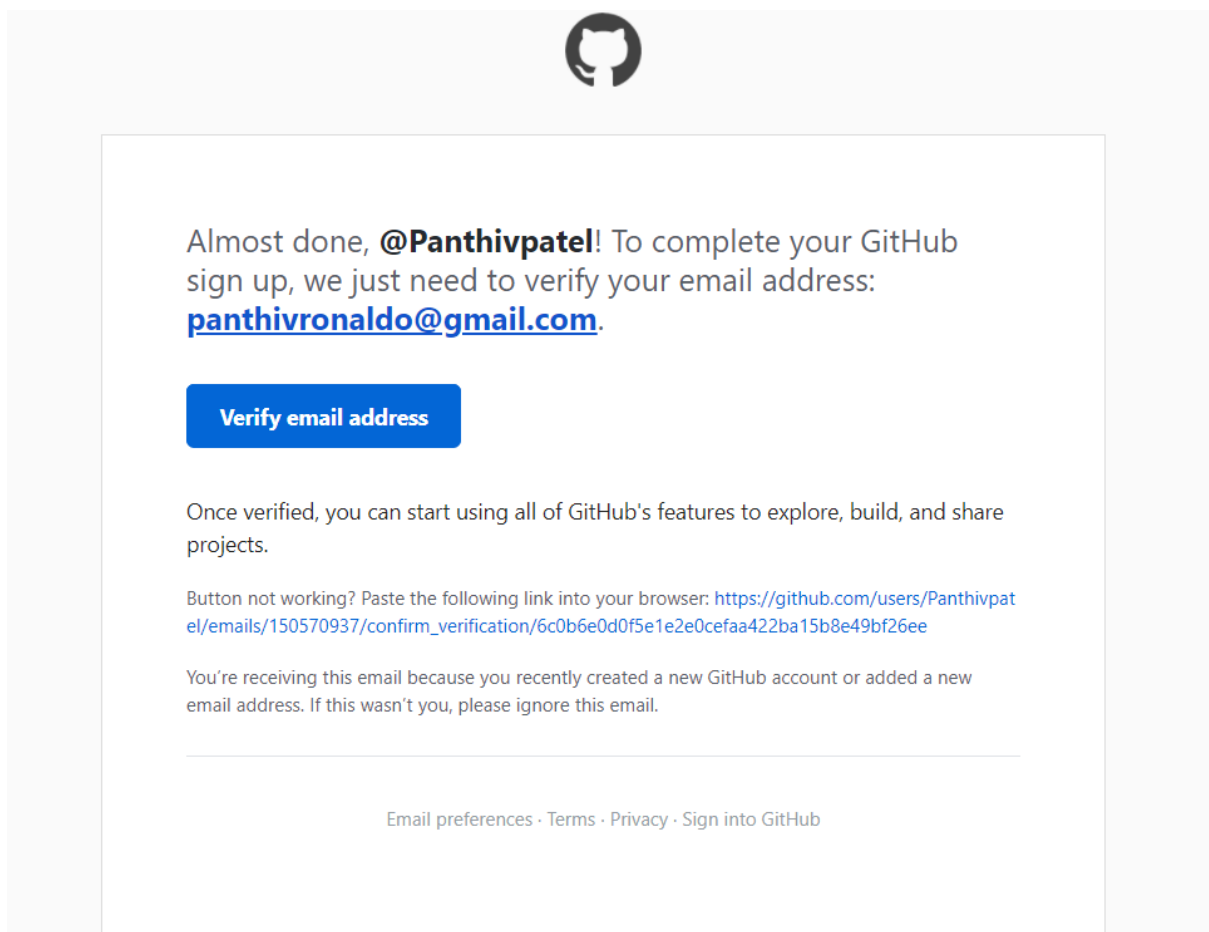 Almost done, @Panthivpatel! To complete your GitHub
sign up, we just need to verify your email address:
panthivronaldo@gmail.com.
Verify email address
Once verified, you can start using all of GitHub's features to explore, build, and share
projects.
Button not working? Paste the following link into your browser: https://github.com/users/Panthivpat
el/emails/150570937/confirm_verification/6c0b6e0d0f5e1e2e0cefaa422ba15b8e49bf26ee
You’re receiving this email because you recently created a new GitHub account or added a new
email address. If this wasn’t you, please ignore this email.
Email preferences · Terms · Privacy · Sign into GitHub